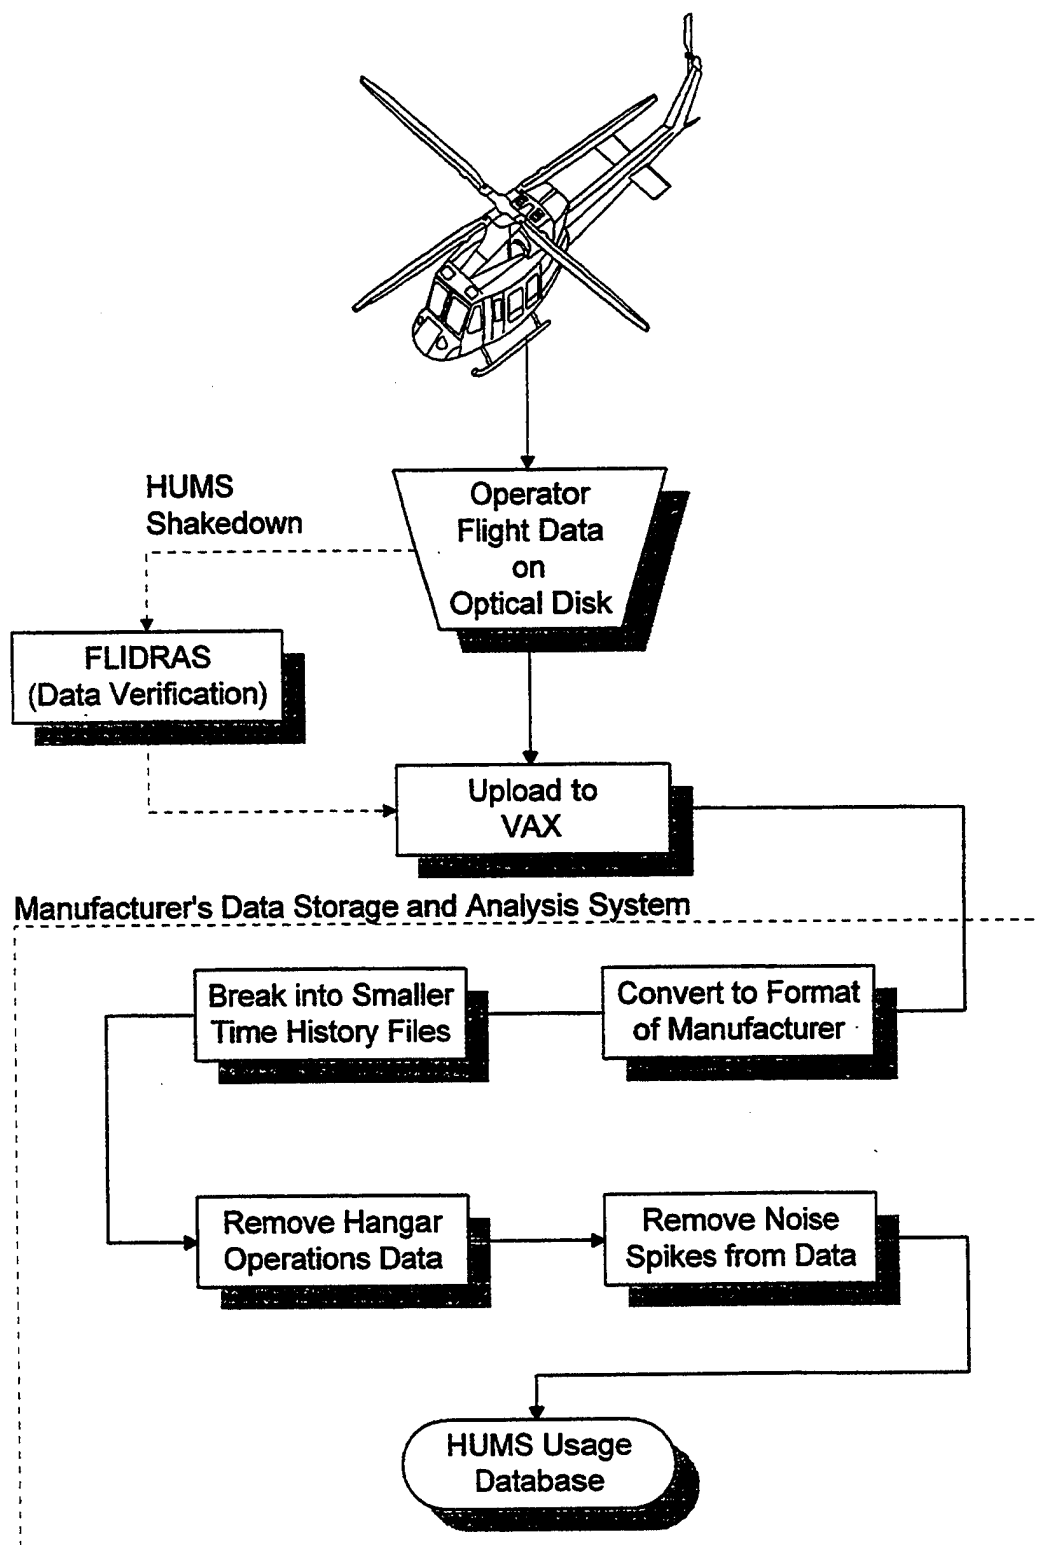 HUMS
Shakedown
Operator
Flight Data
on
Optical Disk
FLIDRAS
(Data Verification)
Upload to
VAX
Manufacturer's Data Storage and Analysis System
Break into Smaller
Time History Files
Convert to Format
of Manufacturer
Remove Hangar
Operations Data
Remove Noise
Spikes from Data
HUMS Usage
Database